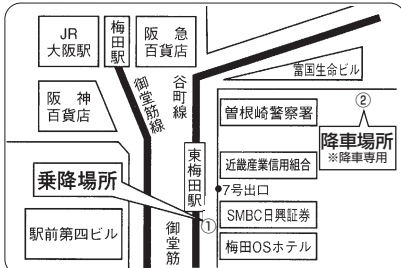 JR
大阪駅
梅田駅
阪急
百貨店
富国生命ビル
阪神
百貨店
御堂筋線
谷町線
曽根崎警察署
②
降車場所
※降車専用
東梅田駅
近畿産業信用組合
7号出口
乗降場所
①
SMBC日興証券
駅前第四ビル
御堂筋
梅田OSホテル